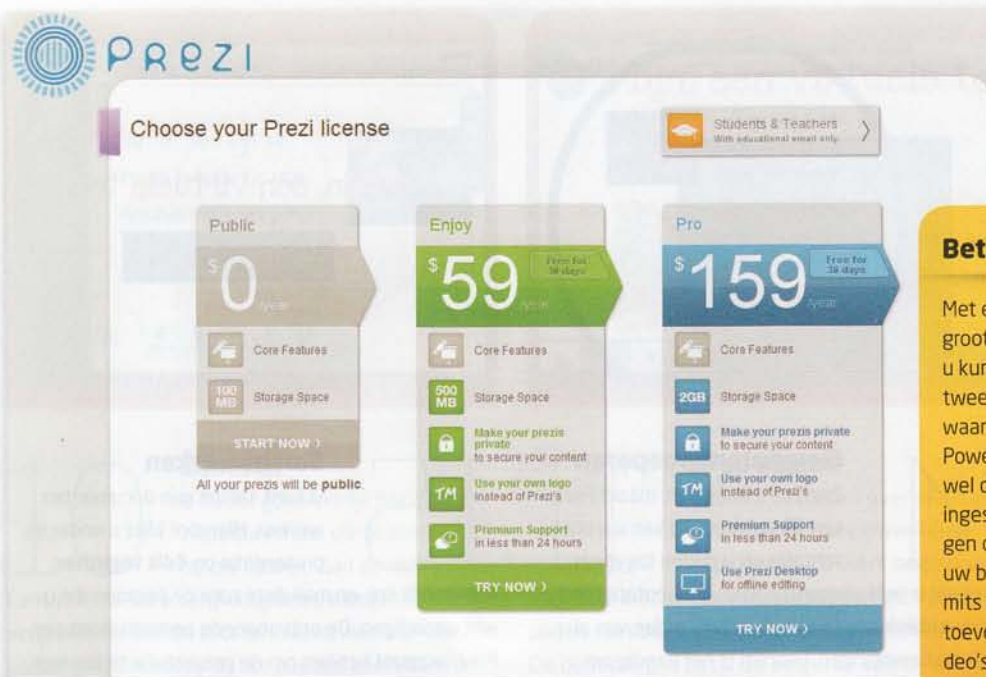 PREZI
Choose your Prezi license
Students & Teachers
With educational email only.
Public
$0 /year
Core Features
100 MB Storage Space
START NOW
All your prezis will be public.
Enjoy
$59 /year
Free for 30 days
Core Features
500 MB Storage Space
Make your prezis
private
to secure your content
TM Use your own logo
instead of Prezi's
Premium Support
in less than 24 hours
TRY NOW
Pro
$159 /year
Free for 30 days
Core Features
2GB Storage Space
Make your prezis private
to secure your content
TM Use your own logo
instead of Prezi's
Premium Support
in less than 24 hours
Use Prezi Desktop
for offline editing
TRY NOW
Bet
Met e
groot
u kun
twee
waar
Powe
wel
inges
gen
uw b
mits
toeve
deo's